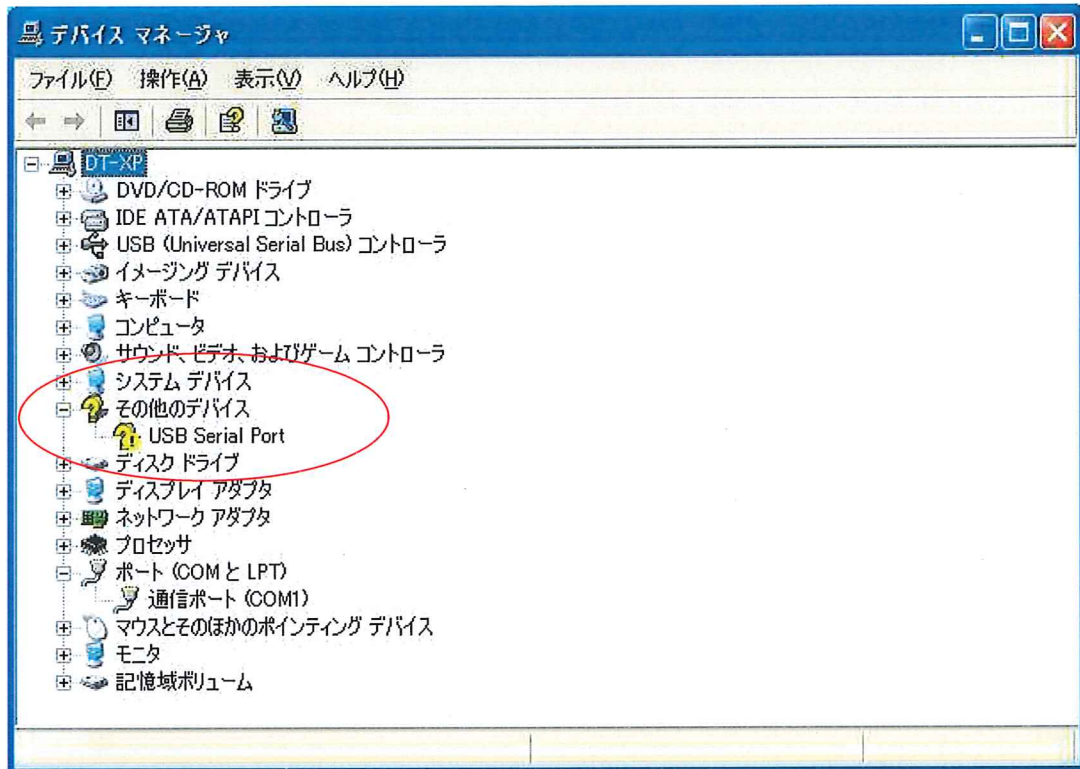 デバイス マネージャ
ファイル(F) 操作(A) 表示(V) ヘルプ(H)
DT-XP
DVD/CD-ROM ドライブ
IDE ATA/ATAPI コントローラ
USB (Universal Serial Bus) コントローラ
イメージング デバイス
キーボード
コンピュータ
サウンド、ビデオ、およびゲーム コントローラ
システム デバイス
その他のデバイス
USB Serial Port
ディスク ドライブ
ディスプレイ アダプタ
ネットワーク アダプタ
プロセッサ
ポート (COM と LPT)
通信ポート (COM1)
マウスとそのほかのポインティング デバイス
モニタ
記憶域ボリューム